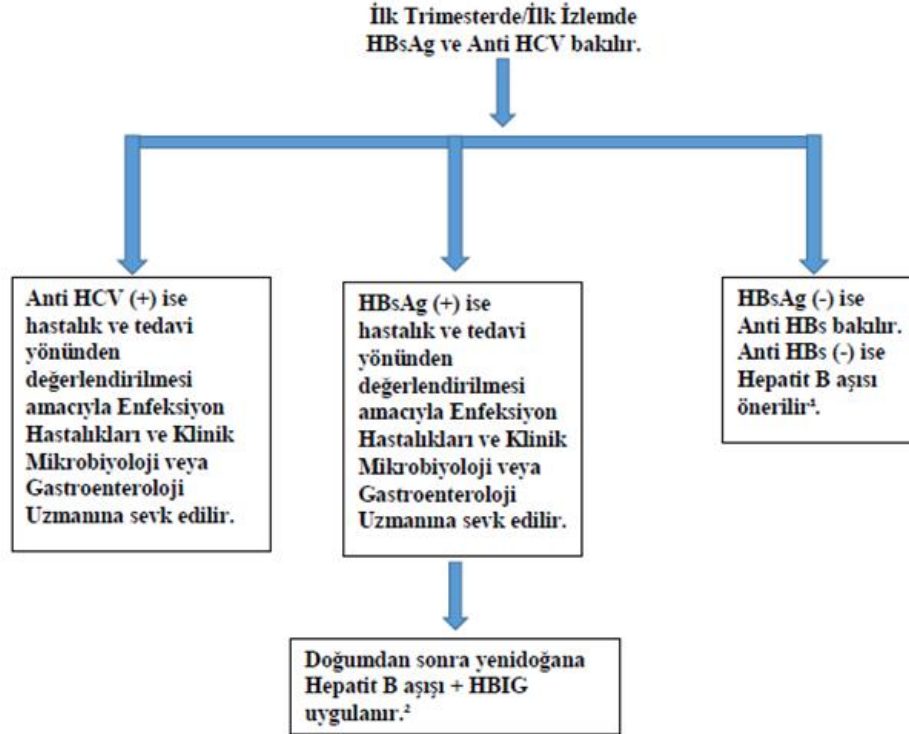 İlk Trimesterde/İlk İzlemde
HBsAg ve Anti HCV bakılır.
Anti HCV (+) ise
hastalık ve tedavi
yönünden
değerlendirilmesi
amacıyla Enfeksiyon
Hastalıkları ve Klinik
Mikrobiyoloji veya
Gastroenteroloji
Uzmanına sevk edilir.
HBsAg (+) ise
hastalık ve tedavi
yönünden
değerlendirilmesi
amacıyla Enfeksiyon
Hastalıkları ve Klinik
Mikrobiyoloji veya
Gastroenteroloji
Uzmanına sevk edilir.
HBsAg (-) ise
Anti HBs bakılır.
Anti HBs (-) ise
Hepatit B aşısı
önerilir¹.
Doğumdan sonra yenidoğana
Hepatit B aşışı + HBIG
uygulanır.²